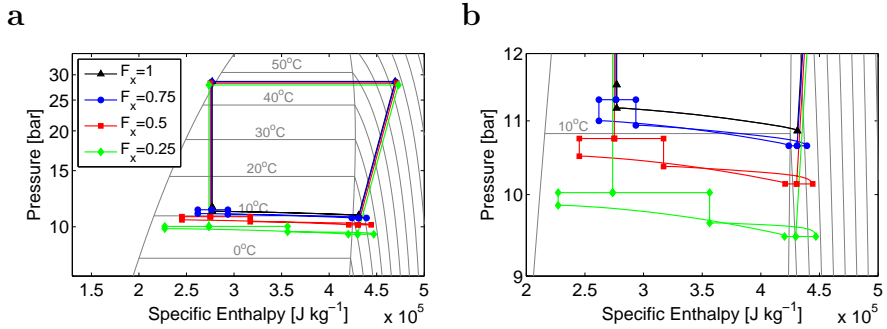 a
b
F_x=1
F_x=0.75
F_x=0.5
F_x=0.25
50°C
40°C
30°C
20°C
10°C
0°C
30
25
20
15
10
Pressure [bar]
1.5
2
2.5
3
3.5
4
4.5
5
Specific Enthalpy [J kg⁻¹]
x 10⁵
10°C
12
11
10
9
Pressure [bar]
2
2.5
3
3.5
4
4.5
5
Specific Enthalpy [J kg⁻¹]
x 10⁵